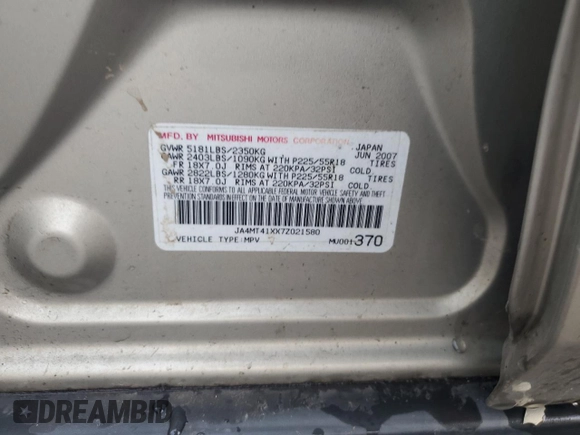 MFD. BY MITSUBISHI MOTORS CORPORATION JAPAN
GVWR 5181LBS/2350KG JUN 2007
GAWR 2403LBS/1090KG WITH P225/55R18 TIRES
FR 18X7 0J RIMS AT 220KPA/32PSI COLD
GAWR 2822LBS/1280KG WITH P225/55R18 TIRES
RR 18X7 0J RIMS AT 220KPA/32PSI COLD
THIS VEHICLE CONFORMS TO ALL APPLICABLE FEDERAL MOTOR VEHICLE SAFETY AND THEFT
PREVENTION STANDARDS IN EFFECT ON THE DATE OF MANUFACTURE SHOWN ABOVE.
JA4MT41XX7Z021580
VEHICLE TYPE:MPV MU001370
DREAMBID